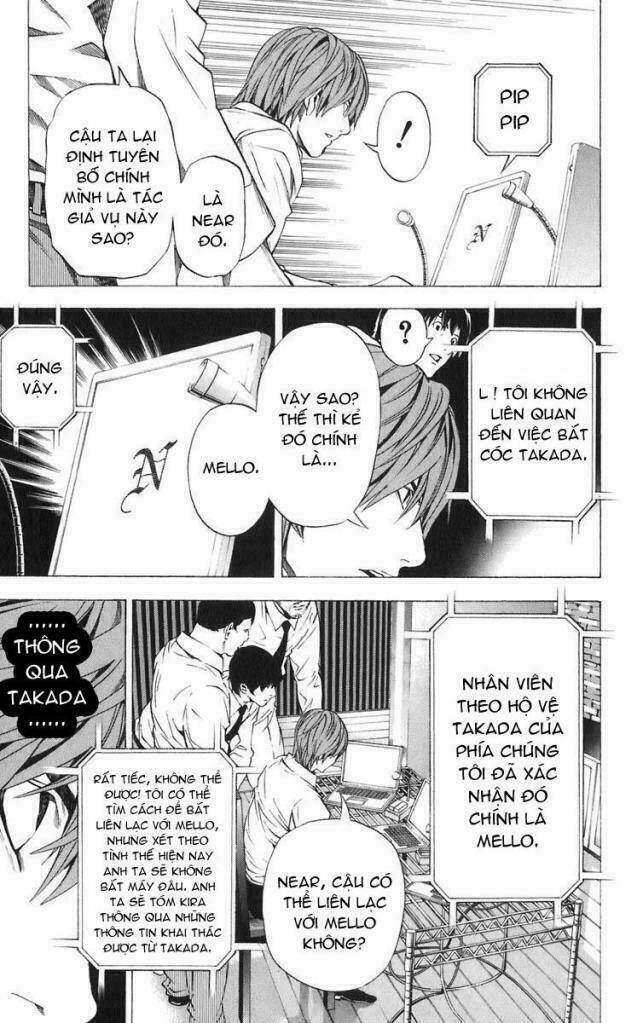 PIP
PIP
!
LÀ
NEAR
ĐÓ.
CẬU TA LẠI
ĐỊNH TUYÊN
BỐ CHÍNH
MÌNH LÀ TÁC
GIẢ VỤ NÀY
SAO?
N
L! TÔI KHÔNG
LIÊN QUAN
ĐẾN VIỆC BẮT
CÓC TAKADA.
?
VẬY SAO?
THẾ THÌ KẺ
ĐÓ CHÍNH
LÀ...
MELLO.
N
ĐÚNG
VẬY.
NHÂN VIÊN
THEO HỘ VỆ
TAKADA CỦA
PHÍA CHÚNG
TÔI ĐÃ XÁC
NHẬN ĐÓ
CHÍNH LÀ
MELLO.
NEAR, CẬU CÓ
THỂ LIÊN LẠC
VỚI MELLO
KHÔNG?
RẤT TIẾC, KHÔNG THỂ
ĐƯỢC! TÔI CÓ THỂ
TÌM CÁCH ĐỂ BẮT
LIÊN LẠC VỚI MELLO,
NHƯNG XÉT THEO
TÌNH THẾ HIỆN NAY
ANH TA SẼ KHÔNG
BẮT MÁY ĐÂU. ANH
TA SẼ TÓM KIRA
THÔNG QUA NHỮNG
THÔNG TIN KHAI THÁC
ĐƯỢC TỪ TAKADA.
......
THÔNG
QUA
TAKADA
......